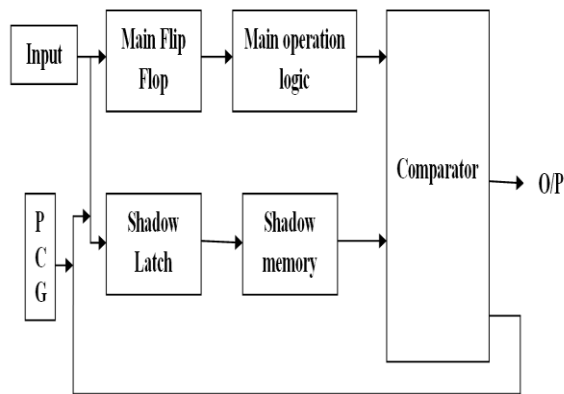 Input
Main Flip
Flop
Main operation
logic
Comparator
O/P
P
C
G
Shadow
Latch
Shadow
memory